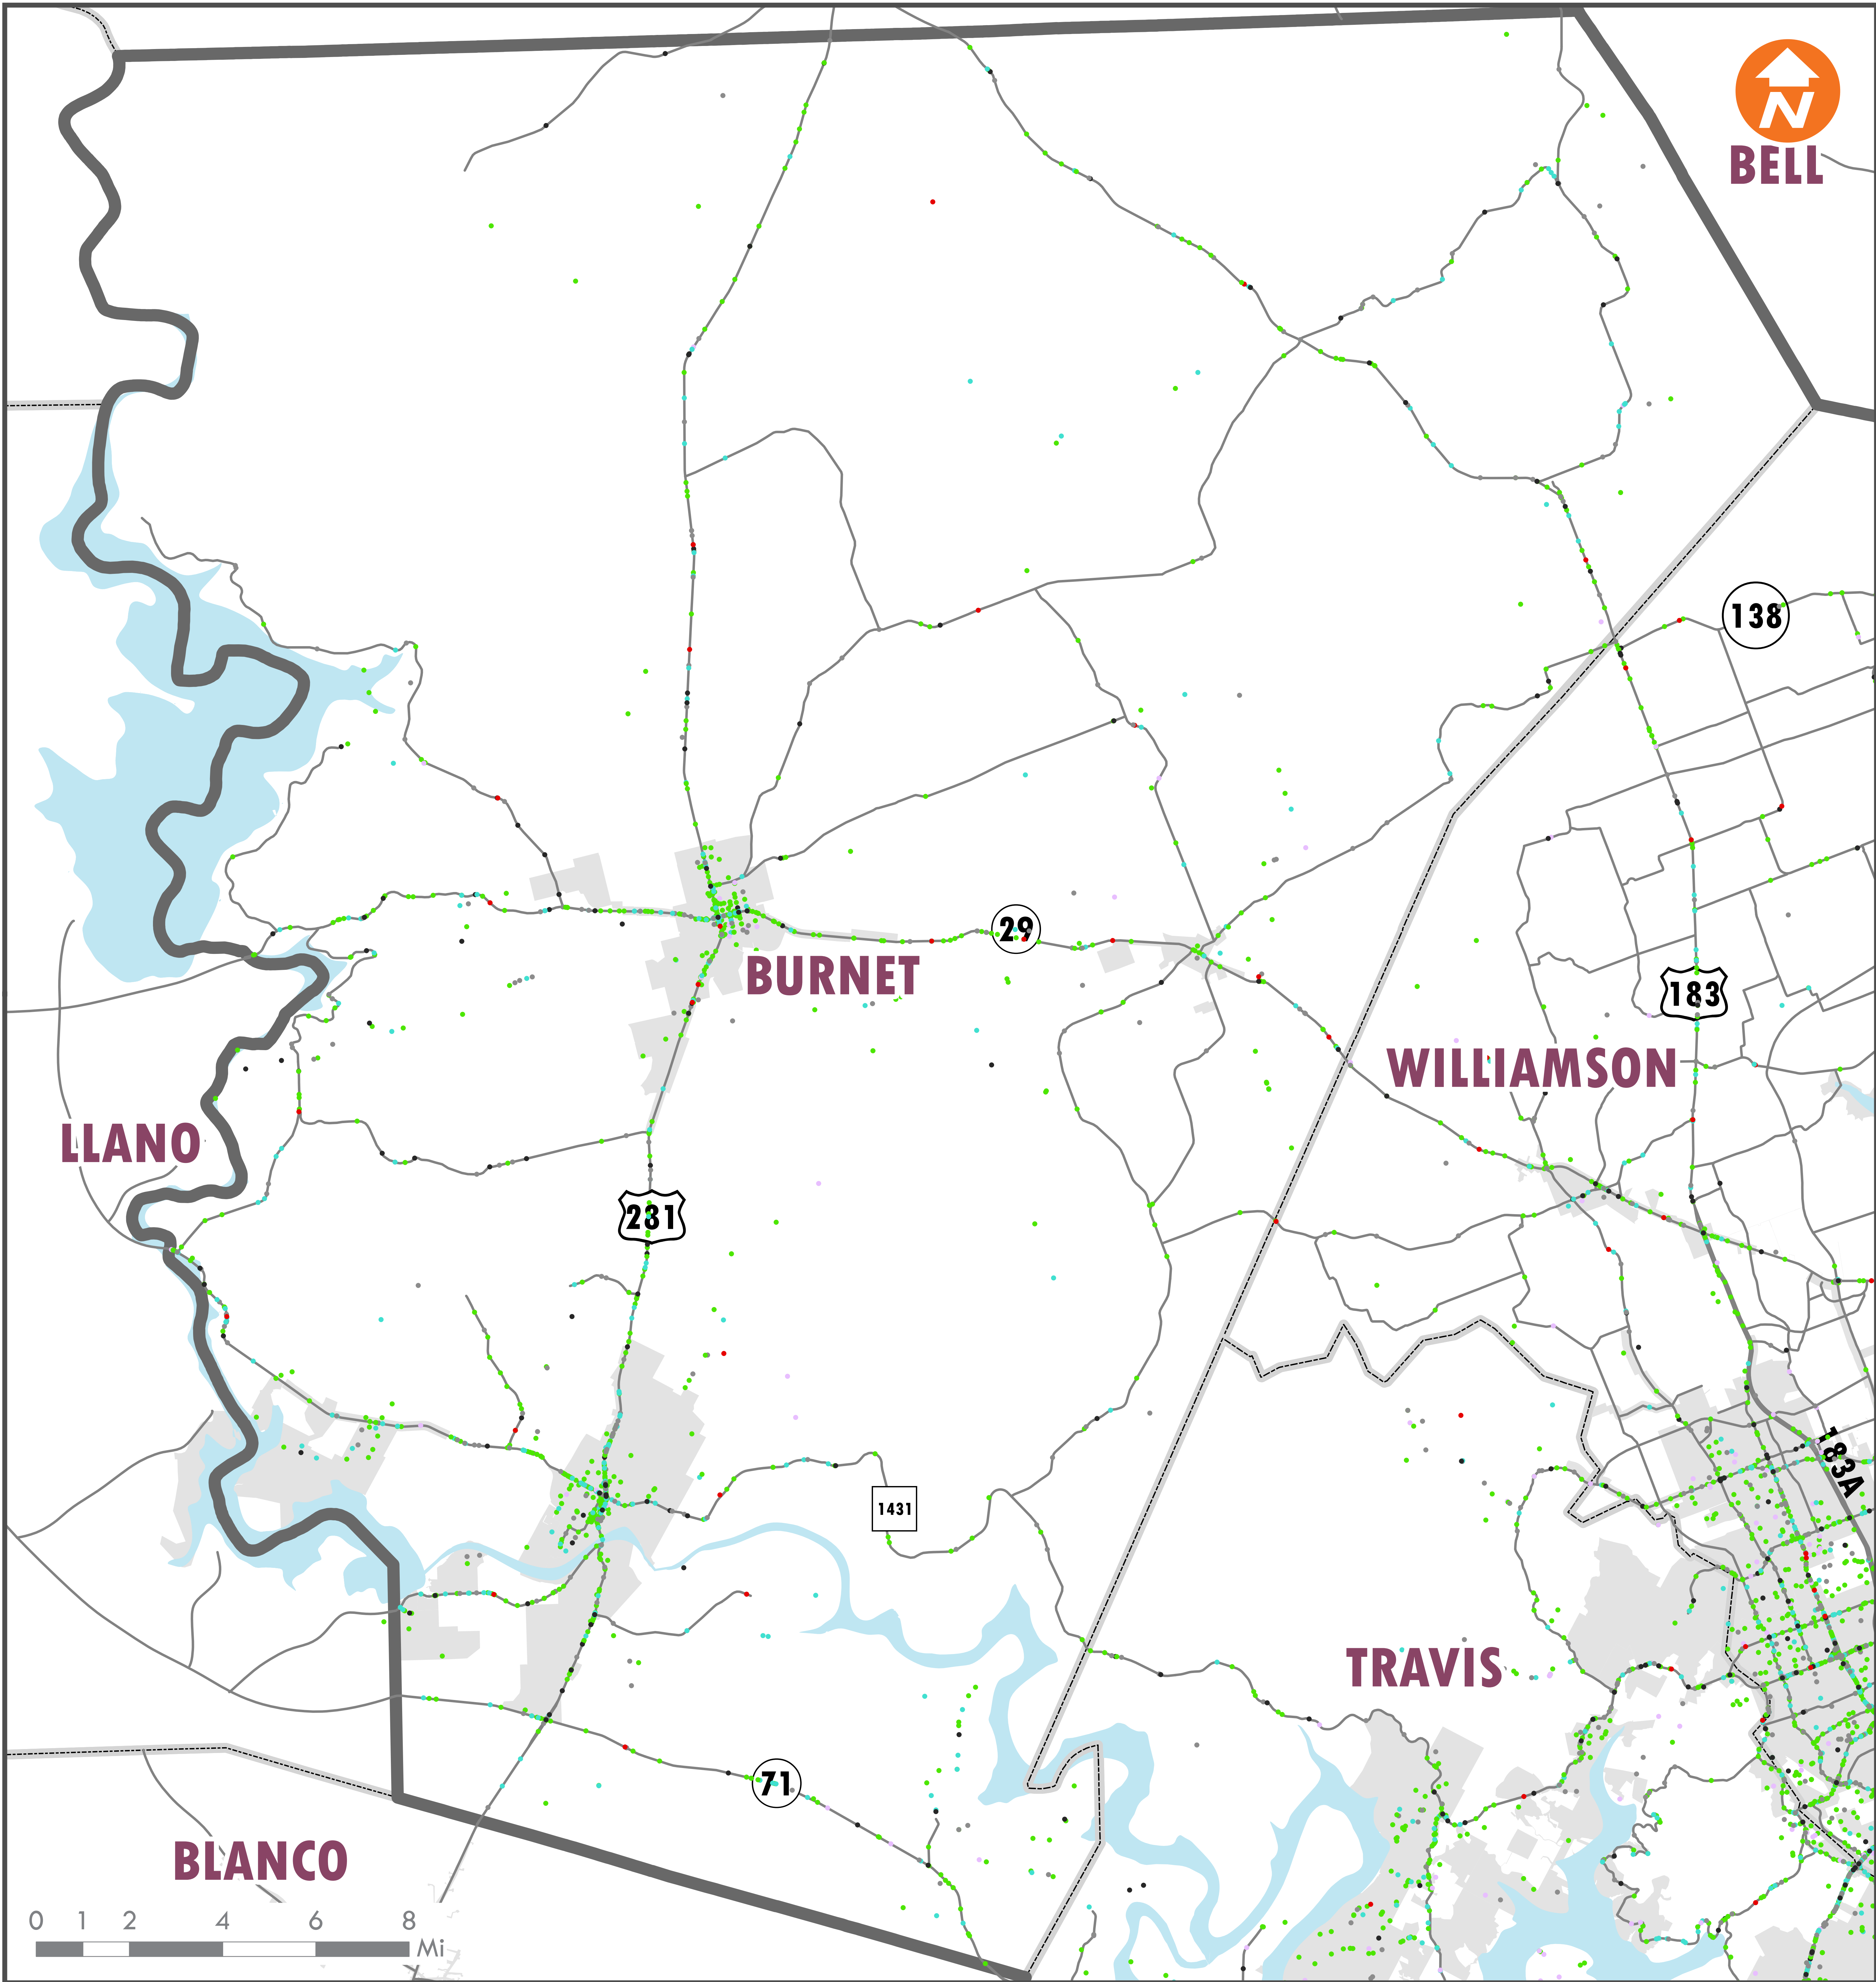 N
BELL
138
29
BURNET
183
WILLIAMSON
LLANO
281
183A
1431
TRAVIS
71
BLANCO
0 1 2 4 6 8
Mi